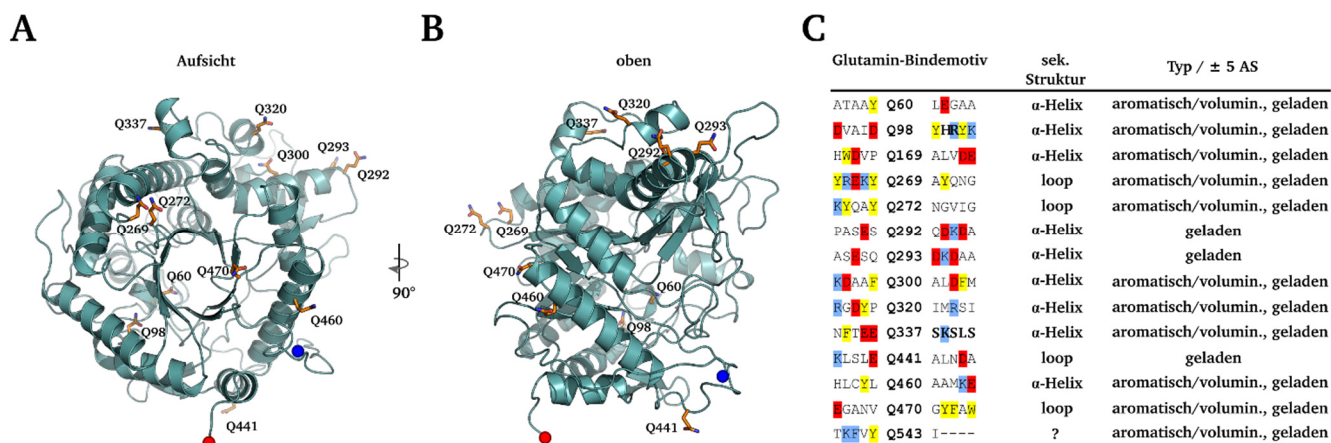 A
Aufsicht
Q320
Q337
Q300
Q293
Q292
Q272
Q269
Q60
Q470
Q98
Q460
Q441
90°
B
oben
Q320
Q337
Q293
Q292
Q272
Q269
Q470
Q460
Q60
Q98
Q441
C
Glutamin-Bindemotiv sek. Struktur Typ / ± 5 AS
ATAAY Q60 LEGAA α-Helix aromatisch/volumin., geladen
DVAID Q98 YHRYK α-Helix aromatisch/volumin., geladen
HWDVP Q169 ALVDE α-Helix aromatisch/volumin., geladen
YREKY Q269 AYQNG loop aromatisch/volumin., geladen
KYQAY Q272 NGVIG loop aromatisch/volumin., geladen
PASES Q292 QDKDA α-Helix geladen
ASESQ Q293 DKDAA α-Helix geladen
KDAAF Q300 ALDFM α-Helix aromatisch/volumin., geladen
RGDYP Q320 IMRSI α-Helix aromatisch/volumin., geladen
NFTEE Q337 SKSLS α-Helix aromatisch/volumin., geladen
KLSLE Q441 ALNDA loop geladen
HLCYL Q460 AAMKE α-Helix aromatisch/volumin., geladen
EGANV Q470 GYFAW loop aromatisch/volumin., geladen
TKFVY Q543 I---- ? aromatisch/volumin., geladen